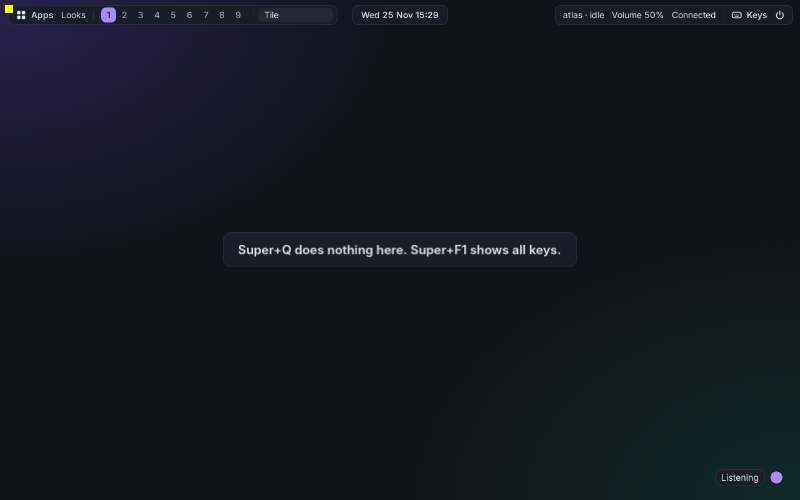 Apps Looks 1 2 3 4 5 6 7 8 9 Tile Wed 25 Nov 15:29 atlas · idle Volume 50% Connected Keys
Super+Q does nothing here. Super+F1 shows all keys.
Listening